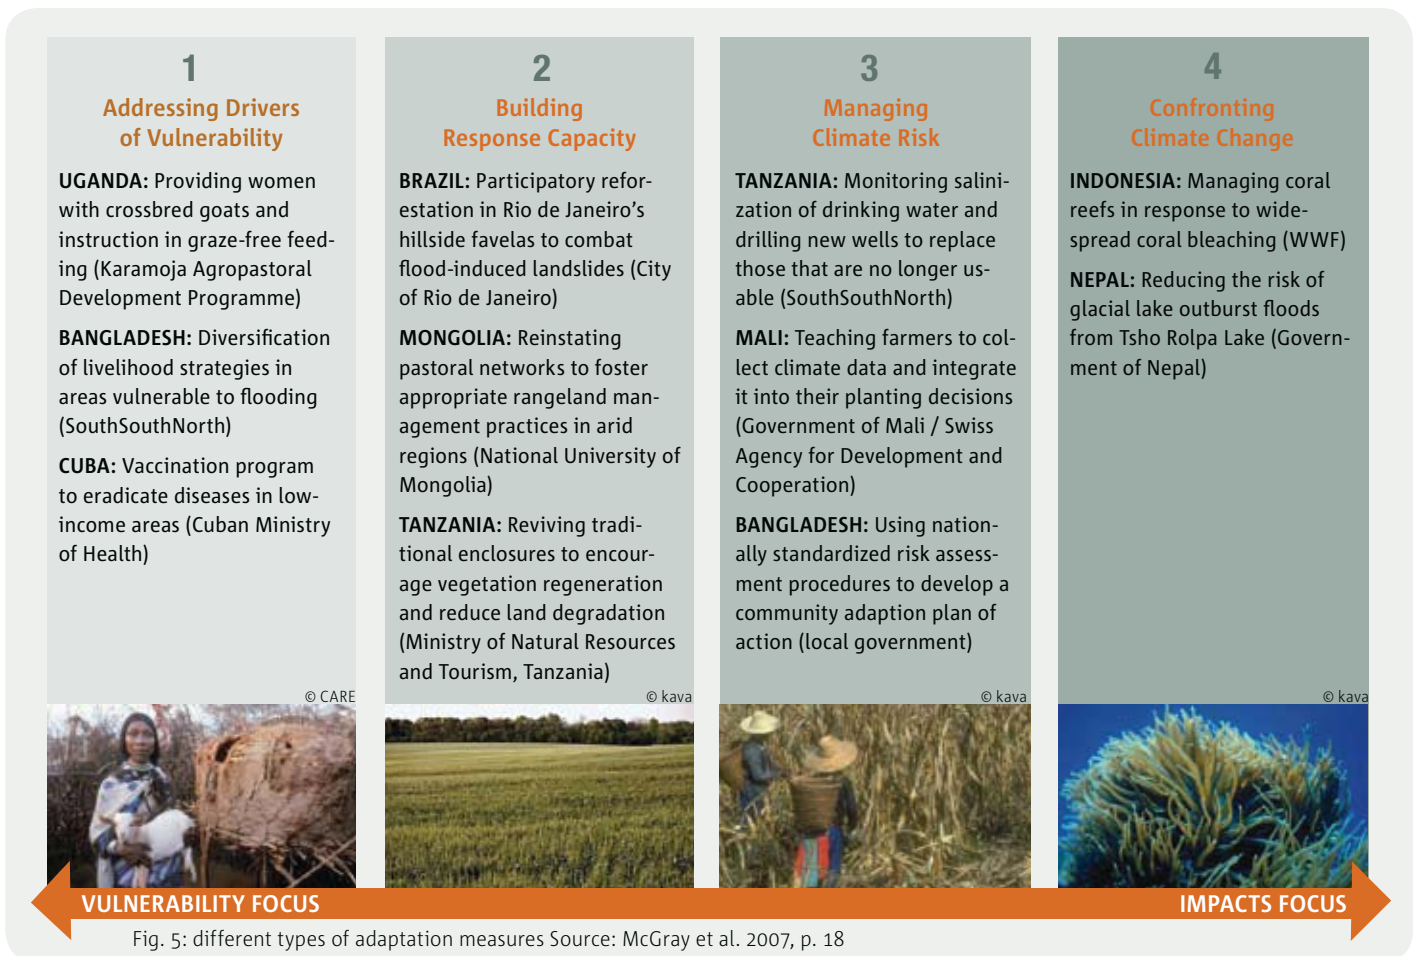 1
Addressing Drivers
of Vulnerability
UGANDA: Providing women
with crossbred goats and
instruction in graze-free feed-
ing (Karamoja Agropastoral
Development Programme)
BANGLADESH: Diversification
of livelihood strategies in
areas vulnerable to flooding
(SouthSouthNorth)
CUBA: Vaccination program
to eradicate diseases in low-
income areas (Cuban Ministry
of Health)
© CARE
2
Building
Response Capacity
BRAZIL: Participatory refor-
estation in Rio de Janeiro’s
hillside favelas to combat
flood-induced landslides (City
of Rio de Janeiro)
MONGOLIA: Reinstating
pastoral networks to foster
appropriate rangeland man-
agement practices in arid
regions (National University of
Mongolia)
TANZANIA: Reviving tradi-
tional enclosures to encour-
age vegetation regeneration
and reduce land degradation
(Ministry of Natural Resources
and Tourism, Tanzania)
© kava
3
Managing
Climate Risk
TANZANIA: Monitoring salini-
zation of drinking water and
drilling new wells to replace
those that are no longer us-
able (SouthSouthNorth)
MALI: Teaching farmers to col-
lect climate data and integrate
it into their planting decisions
(Government of Mali / Swiss
Agency for Development and
Cooperation)
BANGLADESH: Using nation-
ally standardized risk assess-
ment procedures to develop a
community adaption plan of
action (local government)
© kava
4
Confronting
Climate Change
INDONESIA: Managing coral
reefs in response to wide-
spread coral bleaching (WWF)
NEPAL: Reducing the risk of
glacial lake outburst floods
from Tsho Rolpa Lake (Govern-
ment of Nepal)
© kava
VULNERABILITY FOCUS
IMPACTS FOCUS
Fig. 5: different types of adaptation measures Source: McGray et al. 2007, p. 18